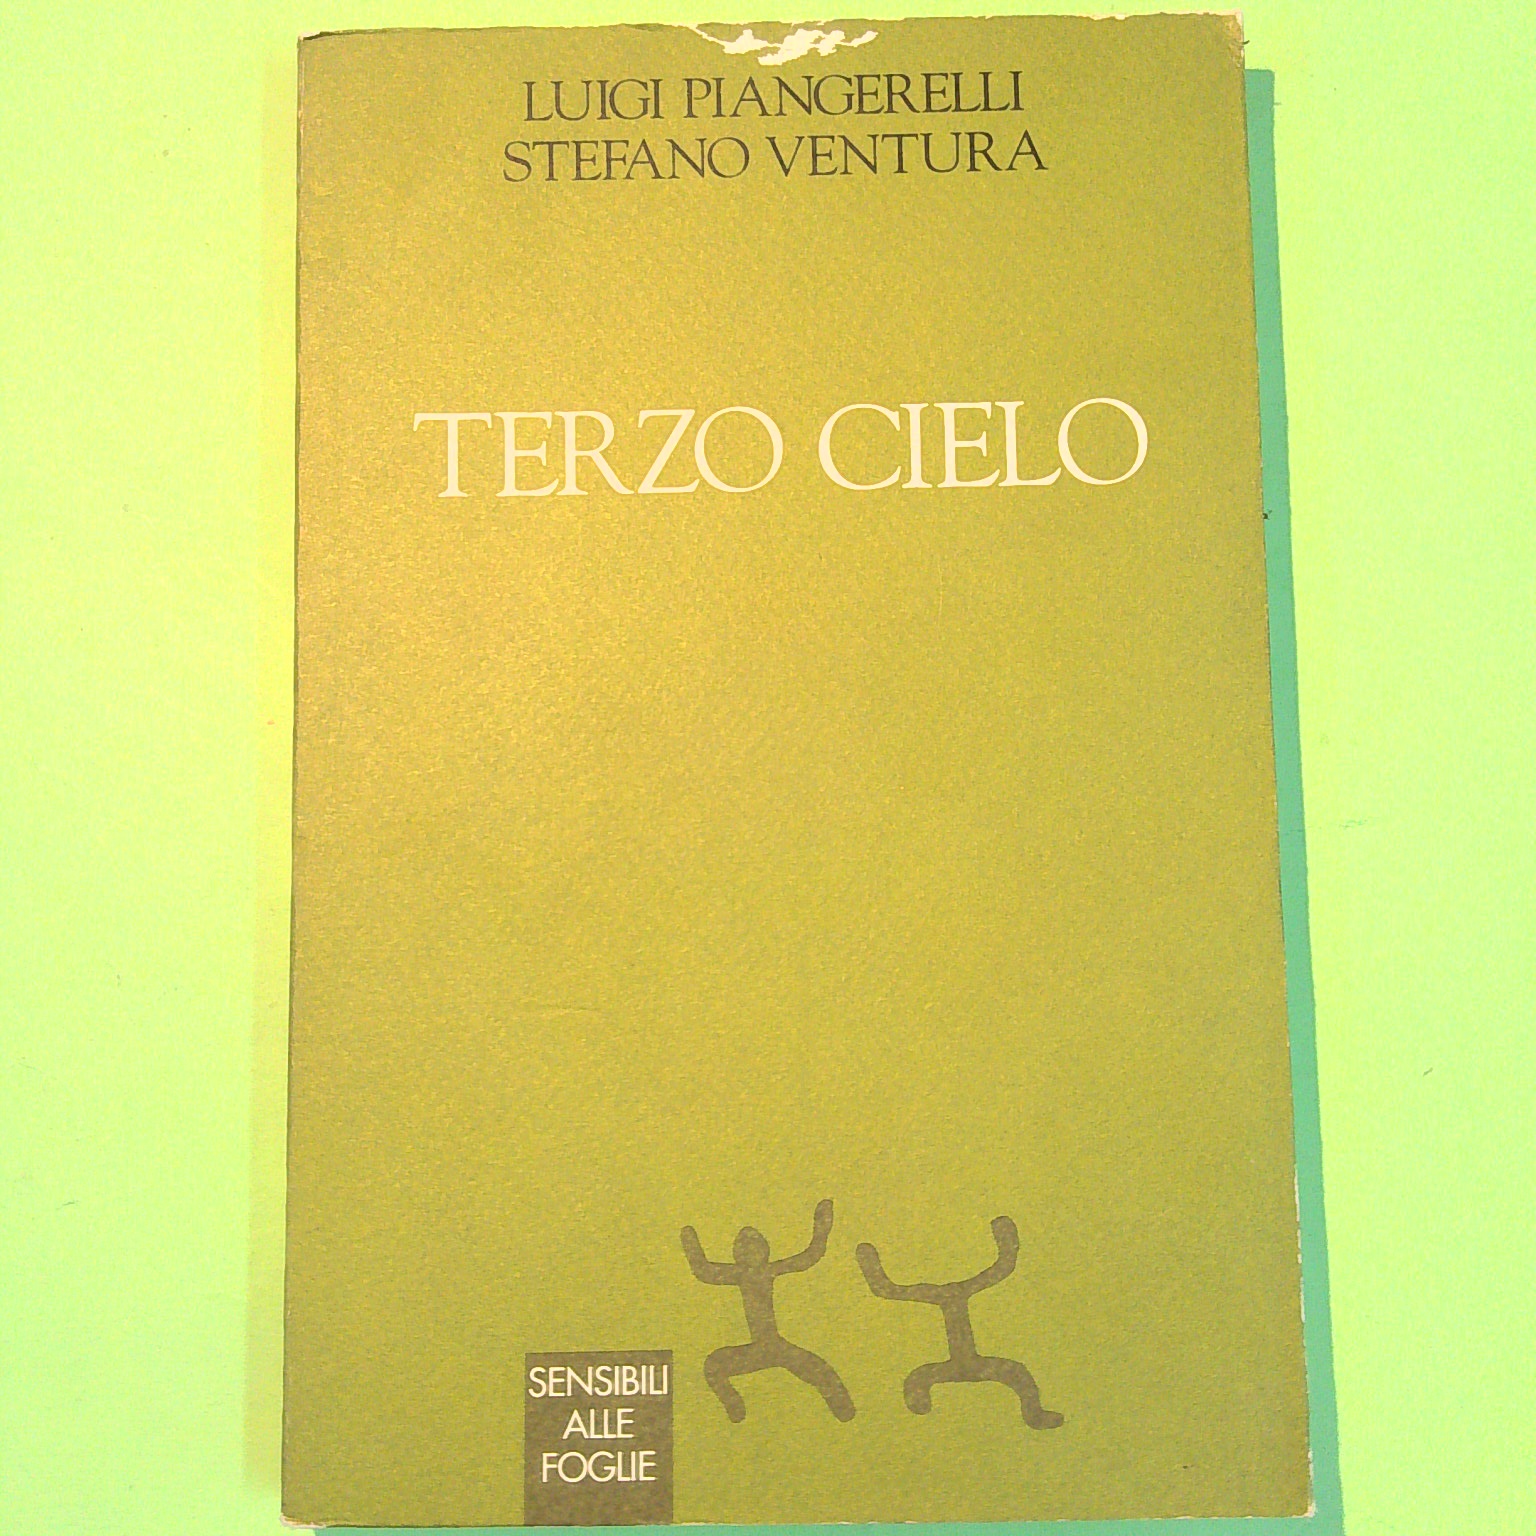 LUIGI PIANGERELLI
STEFANO VENTURA
TERZO CIELO
SENSIBILI
ALLE
FOGLIE